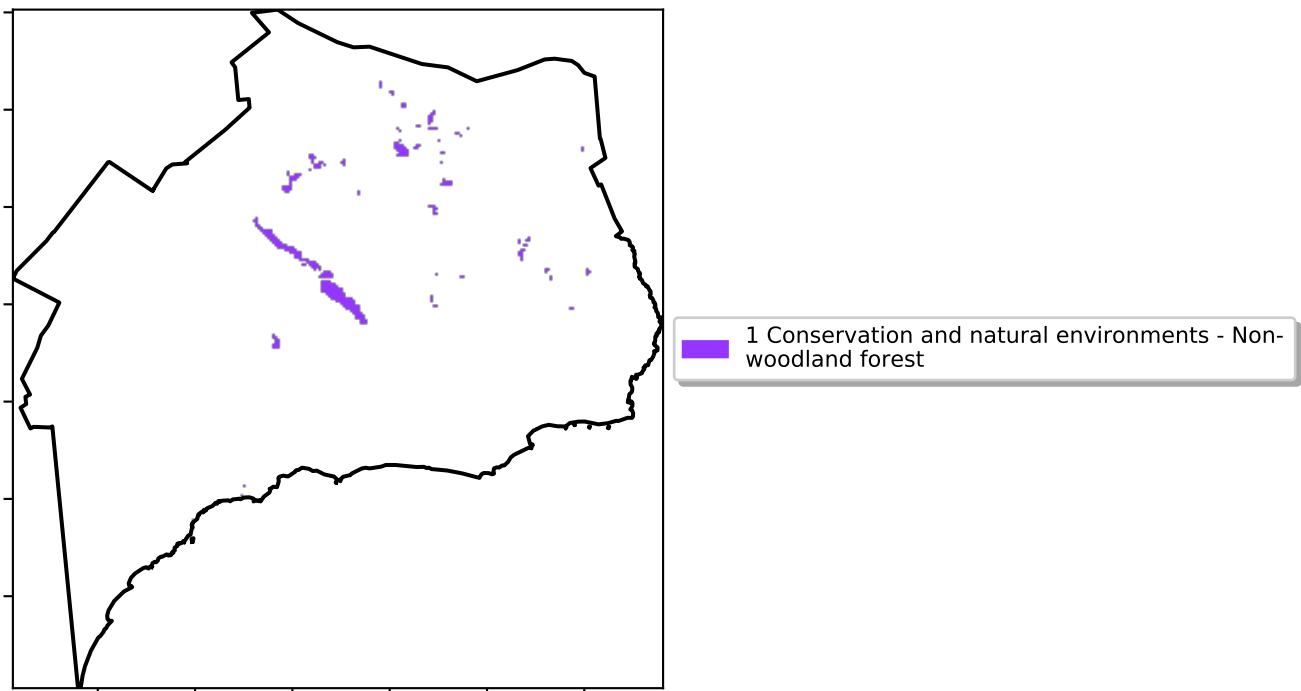 1 Conservation and natural environments - Non-
woodland forest